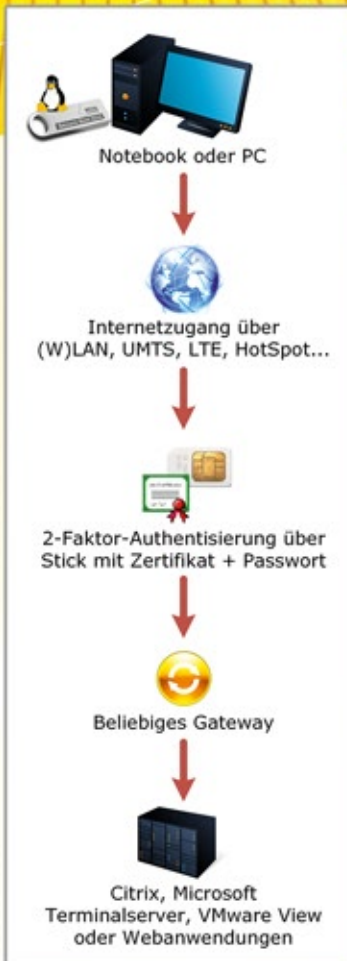 Notebook oder PC
Internetzugang über
(W)LAN, UMTS, LTE, HotSpot...
2-Faktor-Authentisierung über
Stick mit Zertifikat + Passwort
Beliebiges Gateway
Citrix, Microsoft
Terminalserver, VMware View
oder Webanwendungen